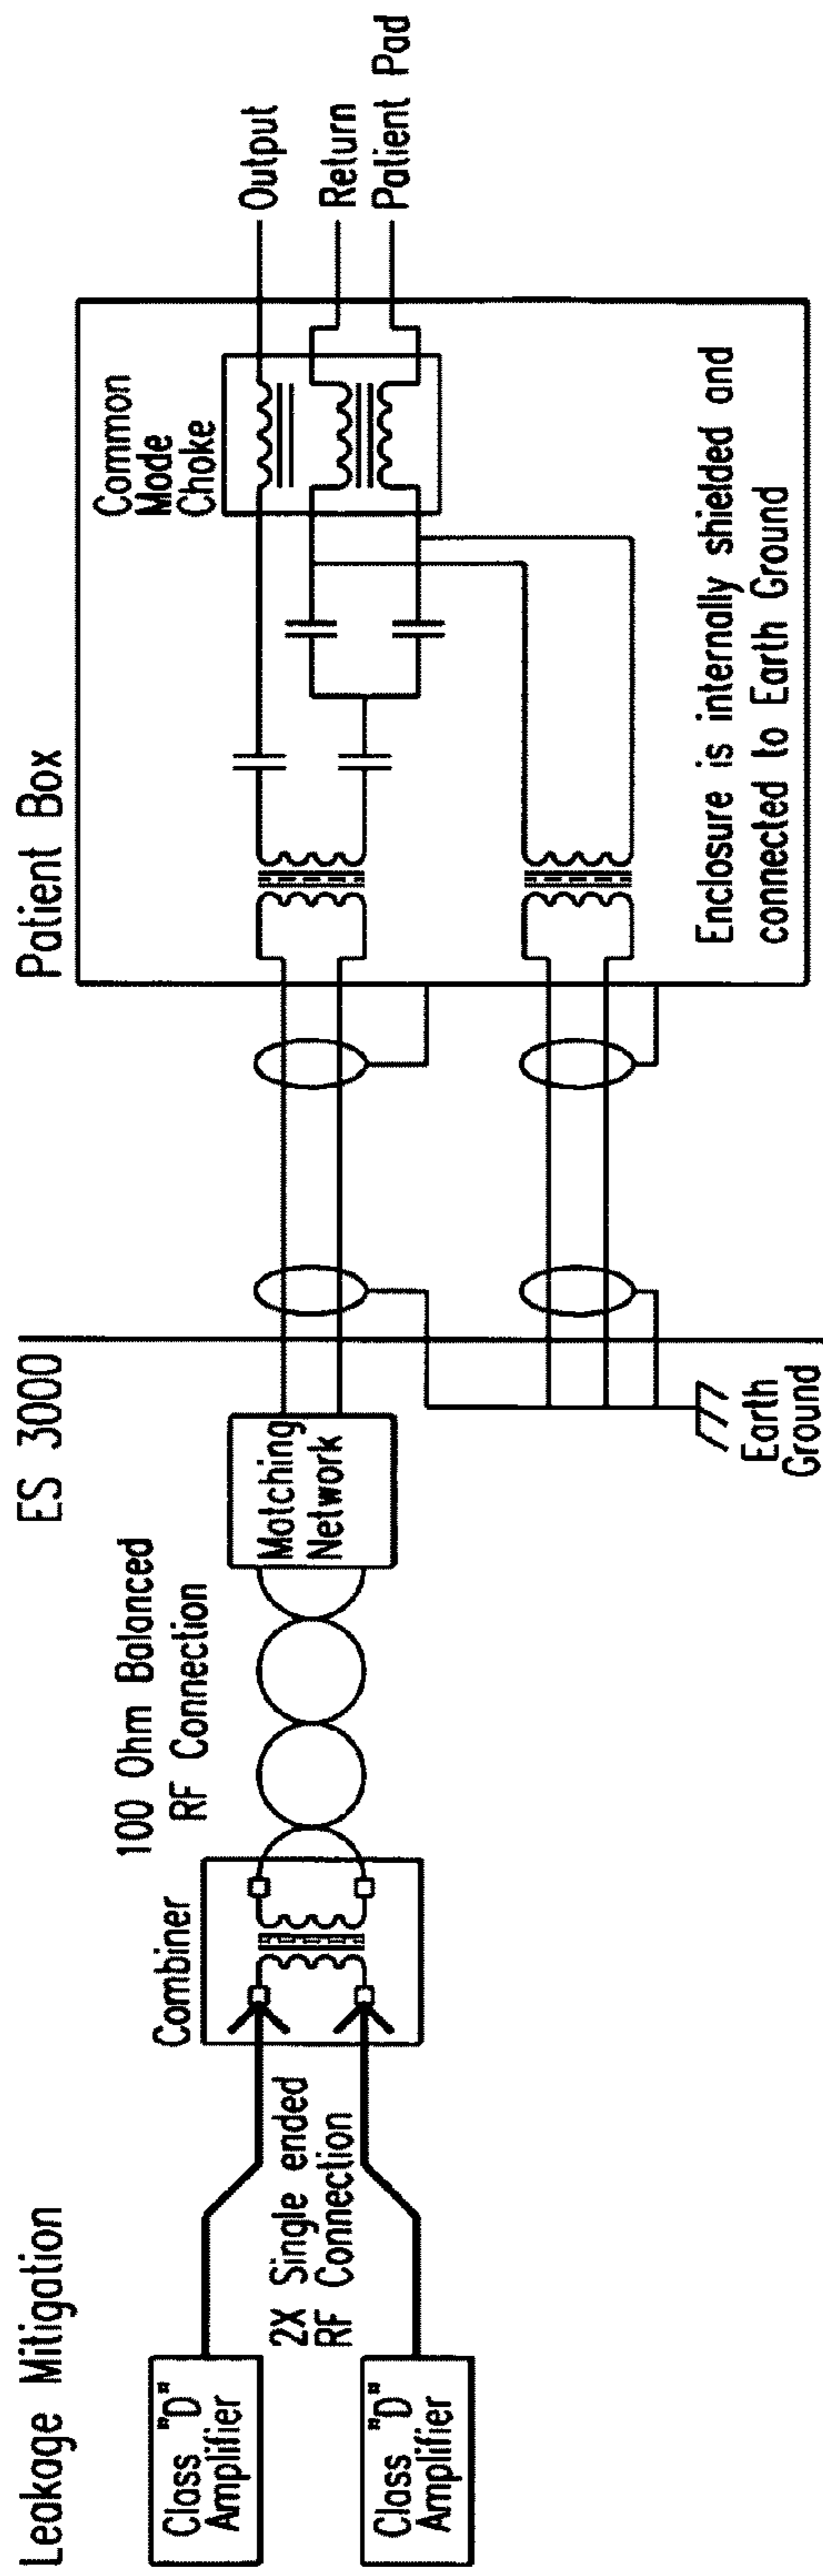 Leakage Mitigation
ES 3000
Patient Box
Class "D"
Amplifier
Class "D"
Amplifier
2X Single ended
RF Connection
Combiner
100 Ohm Balanced
RF Connection
Matching
Network
Earth
Ground
Common
Mode
Choke
Output
Return
Patient Pad
Enclosure is internally shielded and
connected to Earth Ground